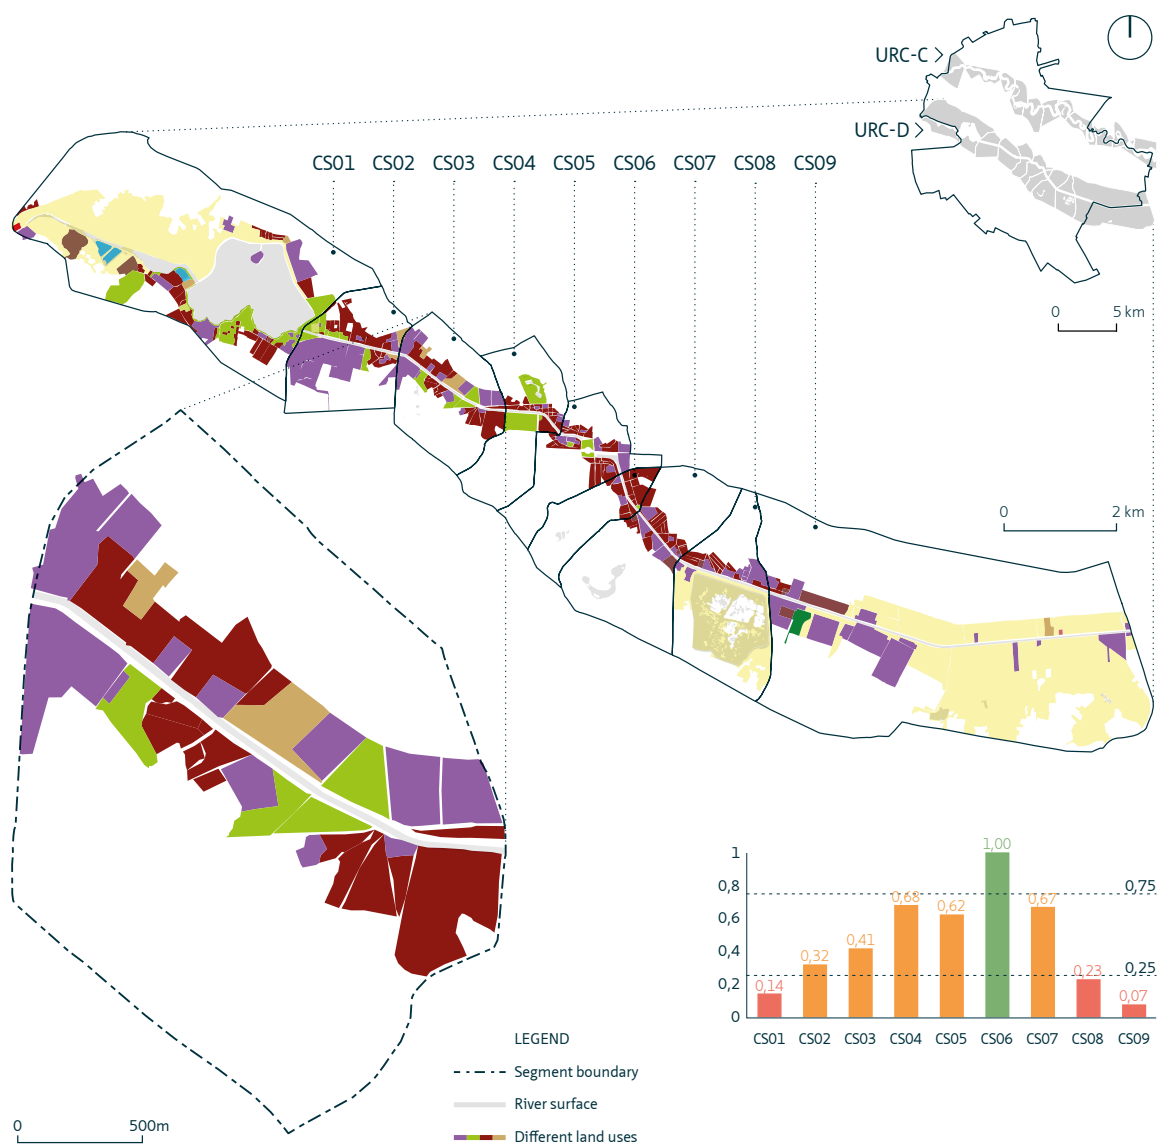 URC-C
URC-D
CS01 CS02 CS03 CS04 CS05 CS06 CS07 CS08 CS09
0 5 km
0 2 km
1
0,8
0,6
0,4
0,2
0
0,75
0,25
0,14
0,32
0,41
0,68
0,62
1,00
0,67
0,23
0,07
CS01 CS02 CS03 CS04 CS05 CS06 CS07 CS08 CS09
LEGEND
Segment boundary
River surface
Different land uses
0 500m